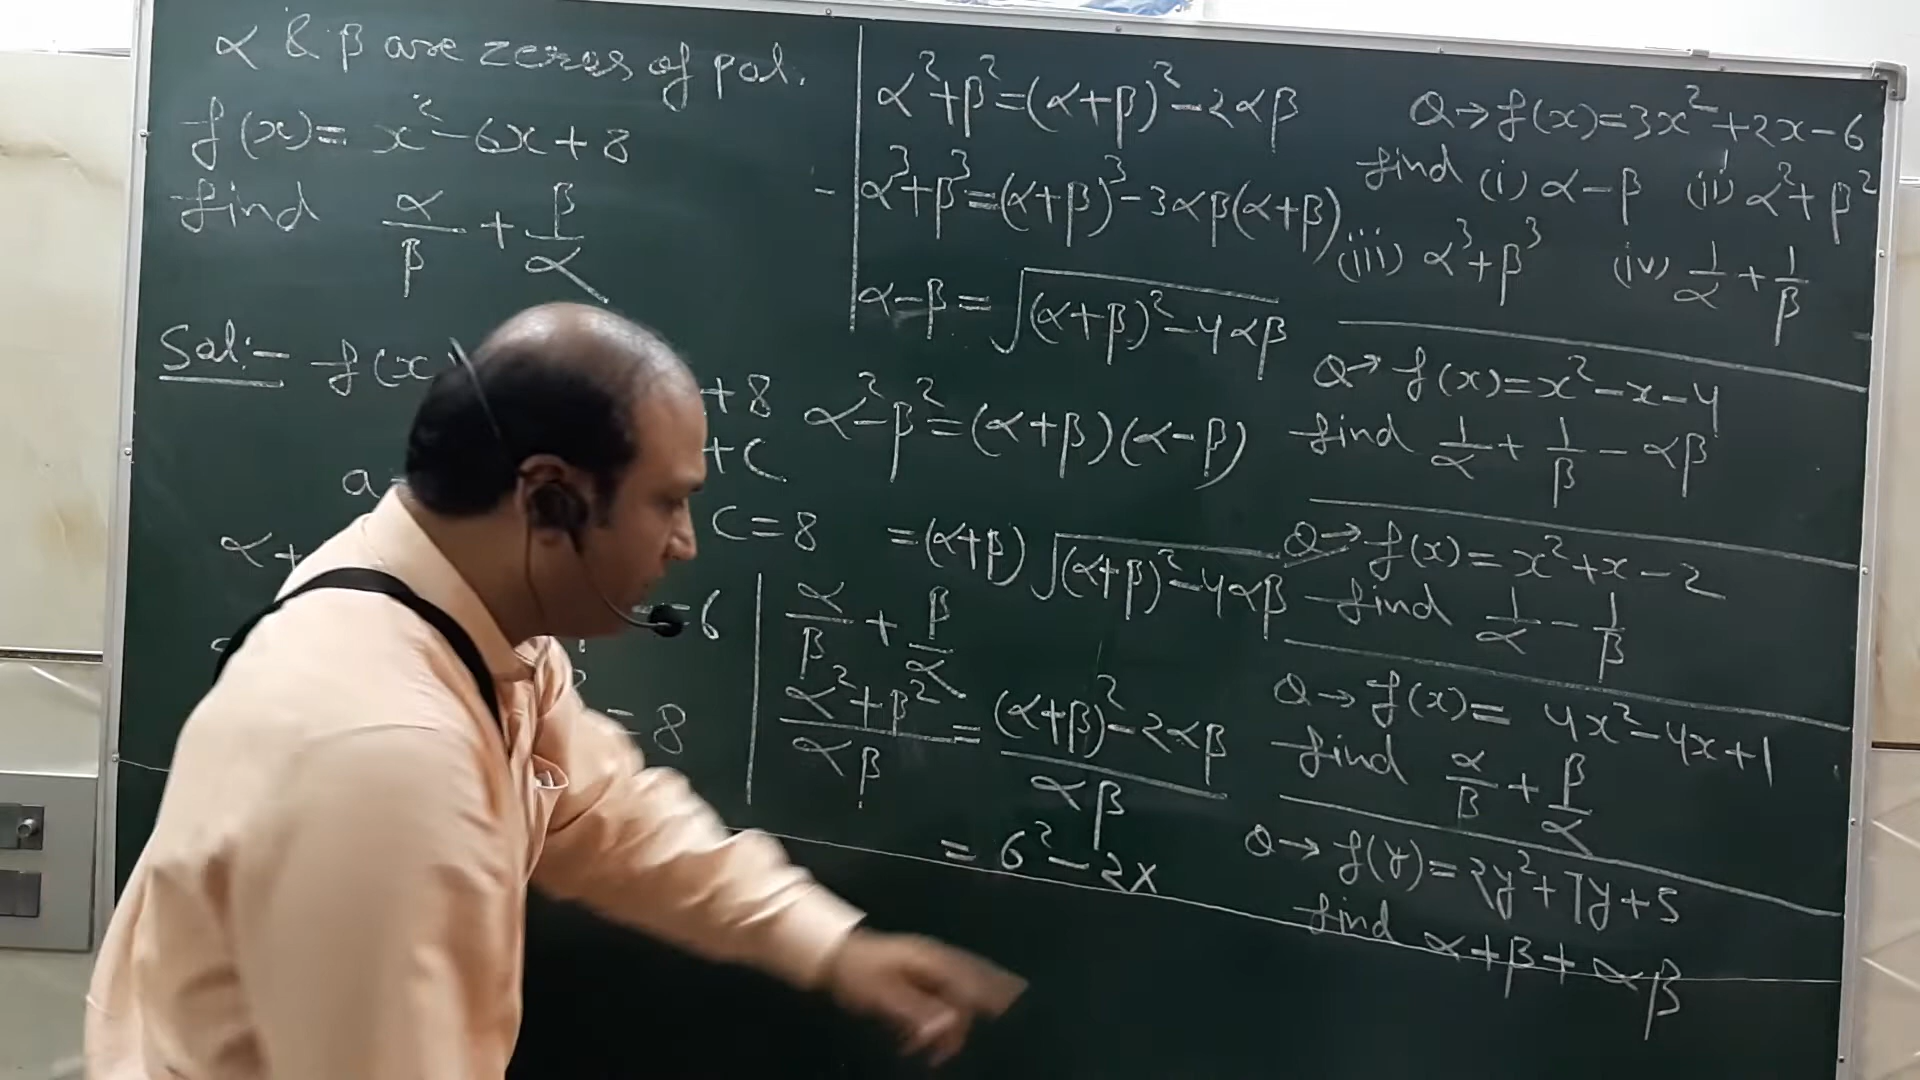 α & β are zeros of pol.
f(x)= x²-6x+8
find α/β + β/α
Sol:- f(x
+8
+C
a
C=8
α+
=6
=8
α²+β²=(α+β)²-2αβ
α³+β³=(α+β)³-3αβ(α+β)
α-β=√(α+β)²-4αβ
α²-β²=(α+β)(α-β)
=(α+β)√(α+β)²-4αβ
α/β + β/α
α²+β²/αβ = (α+β)²-2αβ/αβ
= 6²-2×
Q→f(x)=3x²+2x-6
find (i) α-β (ii) α²+β²
(iii) α³+β³ (iv) 1/α + 1/β
Q→ f(x)=x²-x-4
find 1/α + 1/β - αβ
Q→ f(x)=x²+x-2
find 1/α - 1/β
Q→ f(x)= 4x²-4x+1
find α/β + β/α
Q→ f(y)=2y²+7y+5
find α+β+αβ